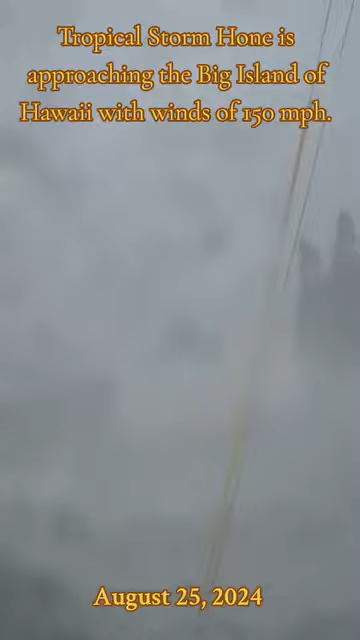 Tropical Storm Hone is
approaching the Big Island of
Hawaii with winds of 150 mph.
August 25, 2024